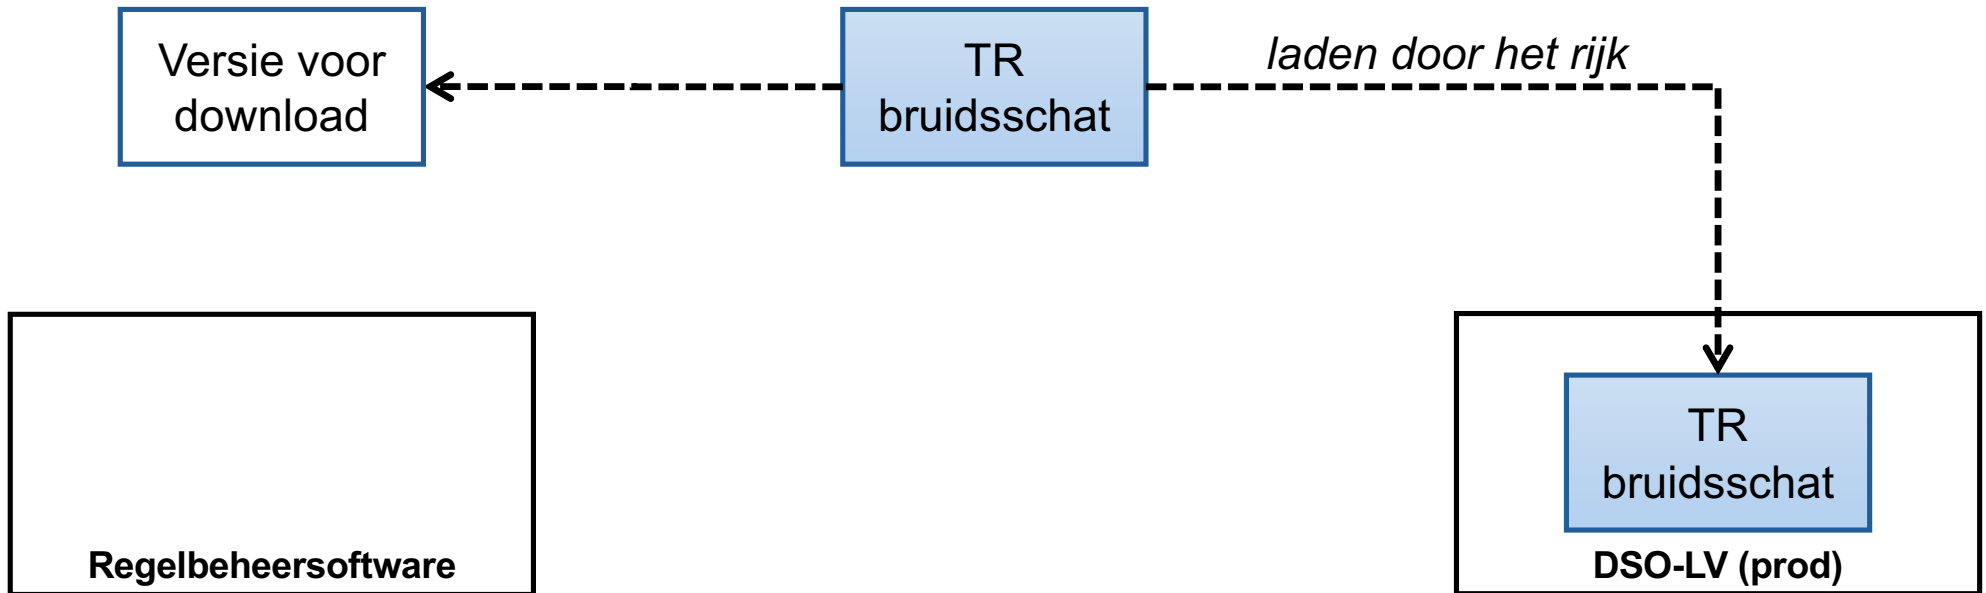 Versie voor
download
TR
bruidsschat
laden door het rijk
Regelbeheersoftware
TR
bruidsschat
DSO-LV (prod)